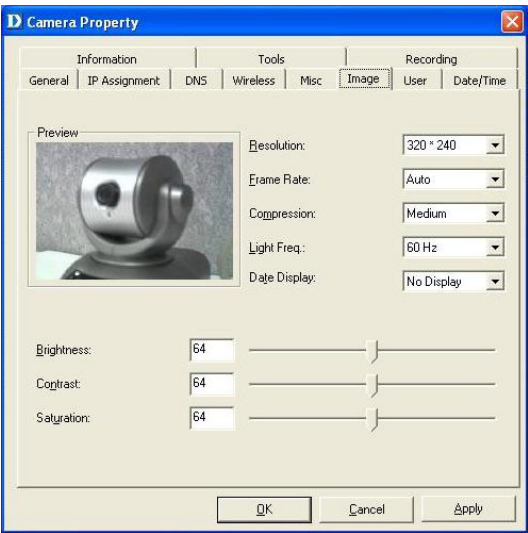 D Camera Property
Information Tools Recording
General IP Assignment DNS Wireless Misc Image User Date/Time
Preview
Resolution: 320 * 240
Frame Rate: Auto
Compression: Medium
Light Freq.: 60 Hz
Date Display: No Display
Brightness: 64
Contrast: 64
Saturation: 64
OK Cancel Apply